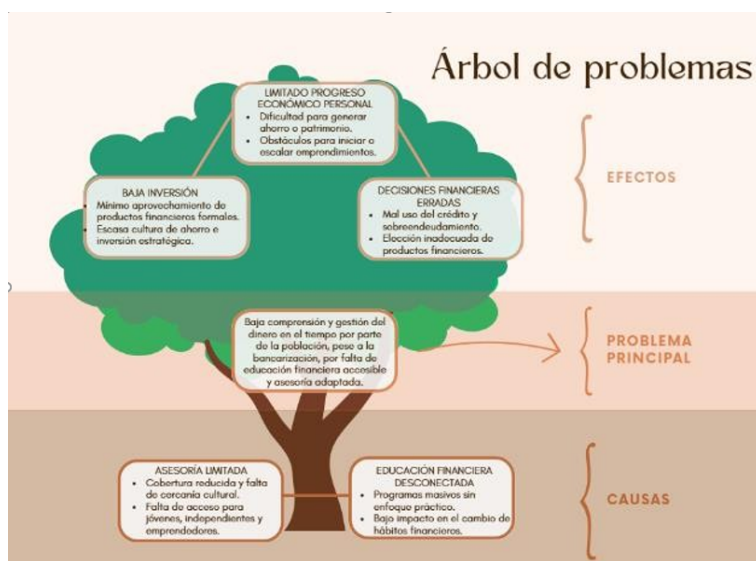 Árbol de problemas
LIMITADO PROGRESO
ECONÓMICO PERSONAL
• Dificultad para generar
ahorro o patrimonio.
• Obstáculos para iniciar o
escalar emprendimientos.
EFECTOS
BAJA INVERSIÓN
• Mínimo aprovechamiento de
productos financieros formales.
• Escasa cultura de ahorro e
inversión estratégica.
DECISIONES FINANCIERAS
ERRADAS
• Mal uso del crédito y
sobreendeudamiento.
• Elección inadecuada de
productos financieros.
Baja comprensión y gestión del
dinero en el tiempo por parte
de la población, pese a la
bancarización, por falta de
educación financiera accesible
y asesoría adaptada.
PROBLEMA
PRINCIPAL
ASESORÍA LIMITADA
• Cobertura reducida y falta
de cercanía cultural.
• Falta de acceso para
jóvenes, independientes y
emprendedores.
EDUCACIÓN FINANCIERA
DESCONECTADA
• Programas masivos sin
enfoque práctico.
• Bajo impacto en el cambio de
hábitos financieros.
CAUSAS